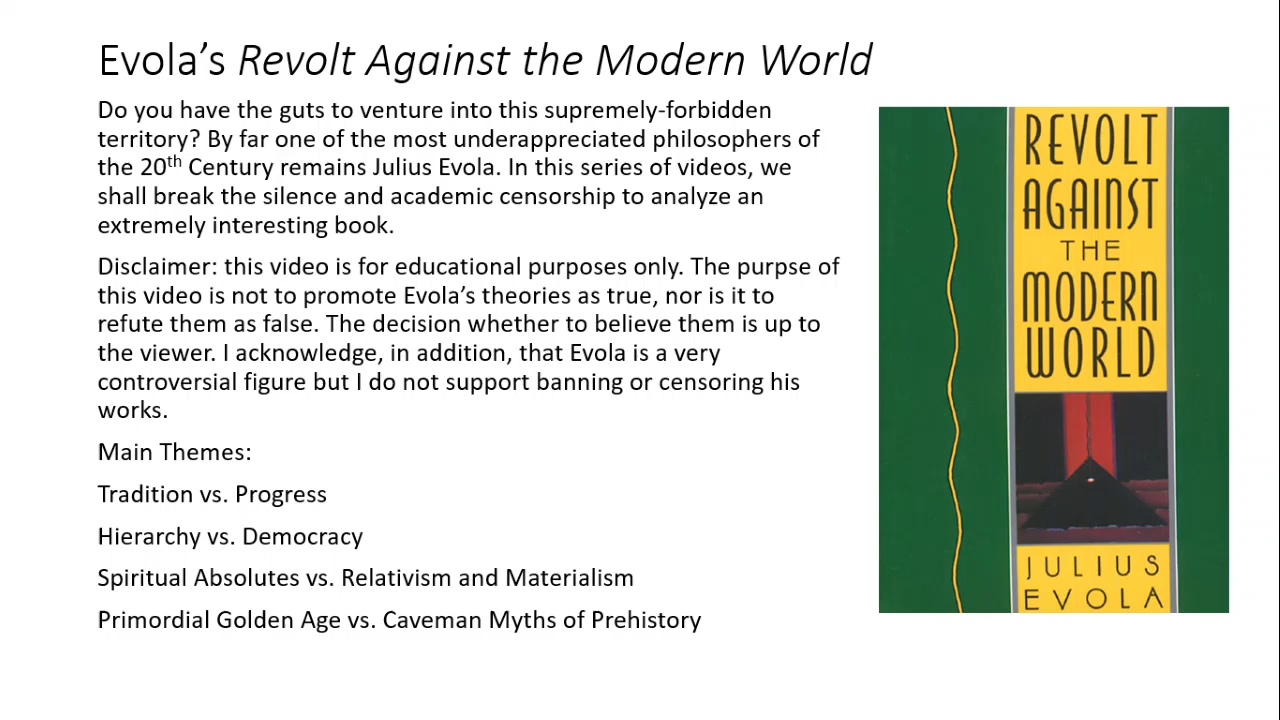 Evola’s Revolt Against the Modern World
Do you have the guts to venture into this supremely-forbidden
territory? By far one of the most underappreciated philosophers of
the 20th Century remains Julius Evola. In this series of videos, we
shall break the silence and academic censorship to analyze an
extremely interesting book.
Disclaimer: this video is for educational purposes only. The purpse of
this video is not to promote Evola’s theories as true, nor is it to
refute them as false. The decision whether to believe them is up to
the viewer. I acknowledge, in addition, that Evola is a very
controversial figure but I do not support banning or censoring his
works.
Main Themes:
Tradition vs. Progress
Hierarchy vs. Democracy
Spiritual Absolutes vs. Relativism and Materialism
Primordial Golden Age vs. Caveman Myths of Prehistory
REVOLT
AGAINST
THE
MODERN
WORLD
JULIUS
EVOLA